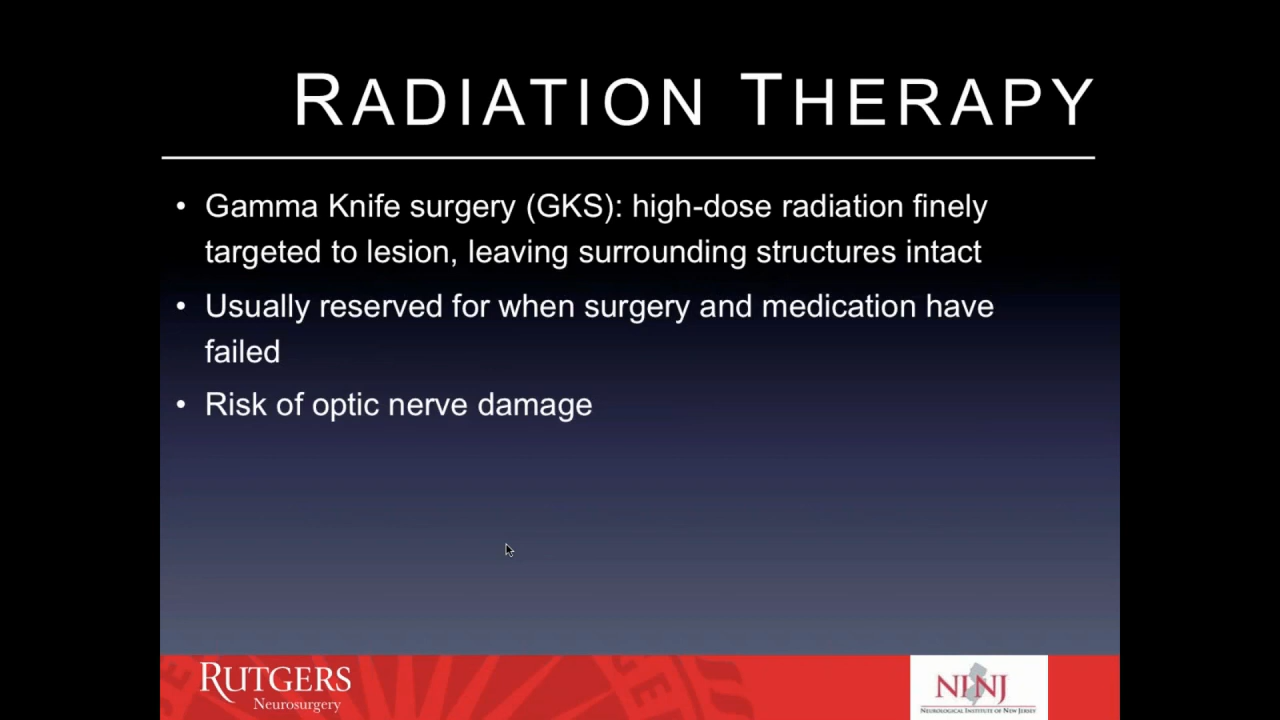 RADIATION THERAPY
• Gamma Knife surgery (GKS): high-dose radiation finely
targeted to lesion, leaving surrounding structures intact
• Usually reserved for when surgery and medication have
failed
• Risk of optic nerve damage
RUTGERS
Neurosurgery
NINJ
NEUROLOGICAL INSTITUTE OF NEW JERSEY